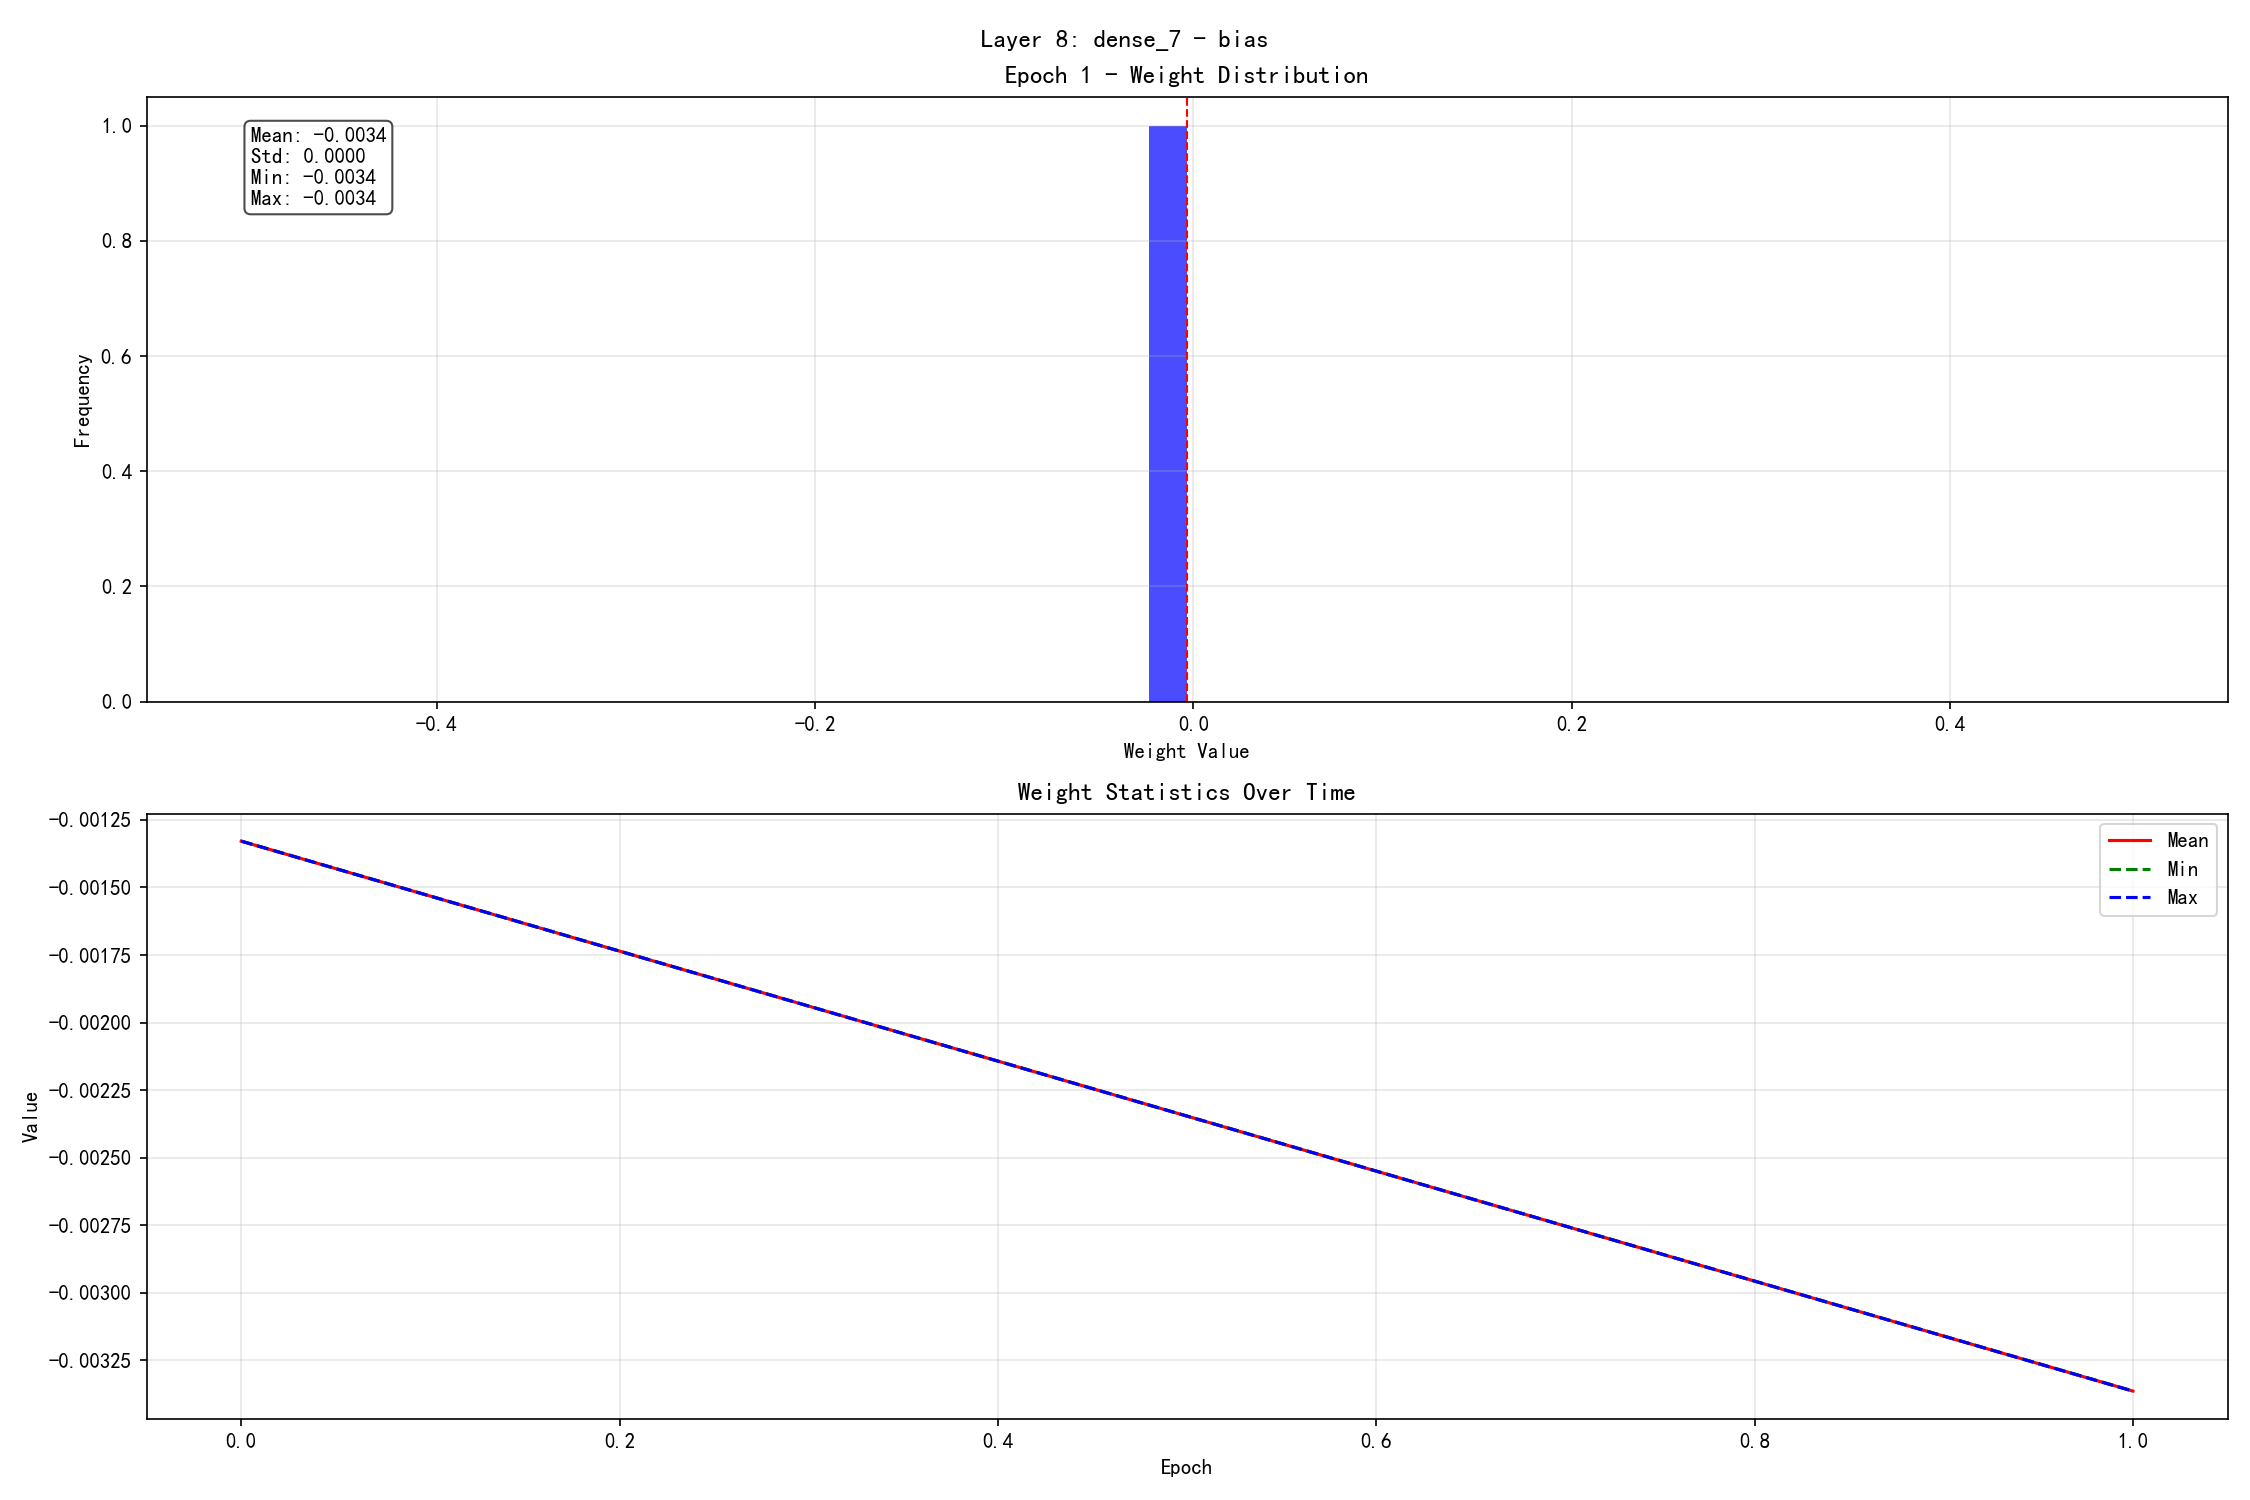 Layer 8: dense_7 - bias
Epoch 1 - Weight Distribution
Mean: -0.0034
Std: 0.0000
Min: -0.0034
Max: -0.0034
Frequency
1.0
0.8
0.6
0.4
0.2
0.0
-0.4 -0.2 0.0 0.2 0.4
Weight Value
Weight Statistics Over Time
Value
-0.00125
-0.00150
-0.00175
-0.00200
-0.00225
-0.00250
-0.00275
-0.00300
-0.00325
Mean
Min
Max
0.0 0.2 0.4 0.6 0.8 1.0
Epoch